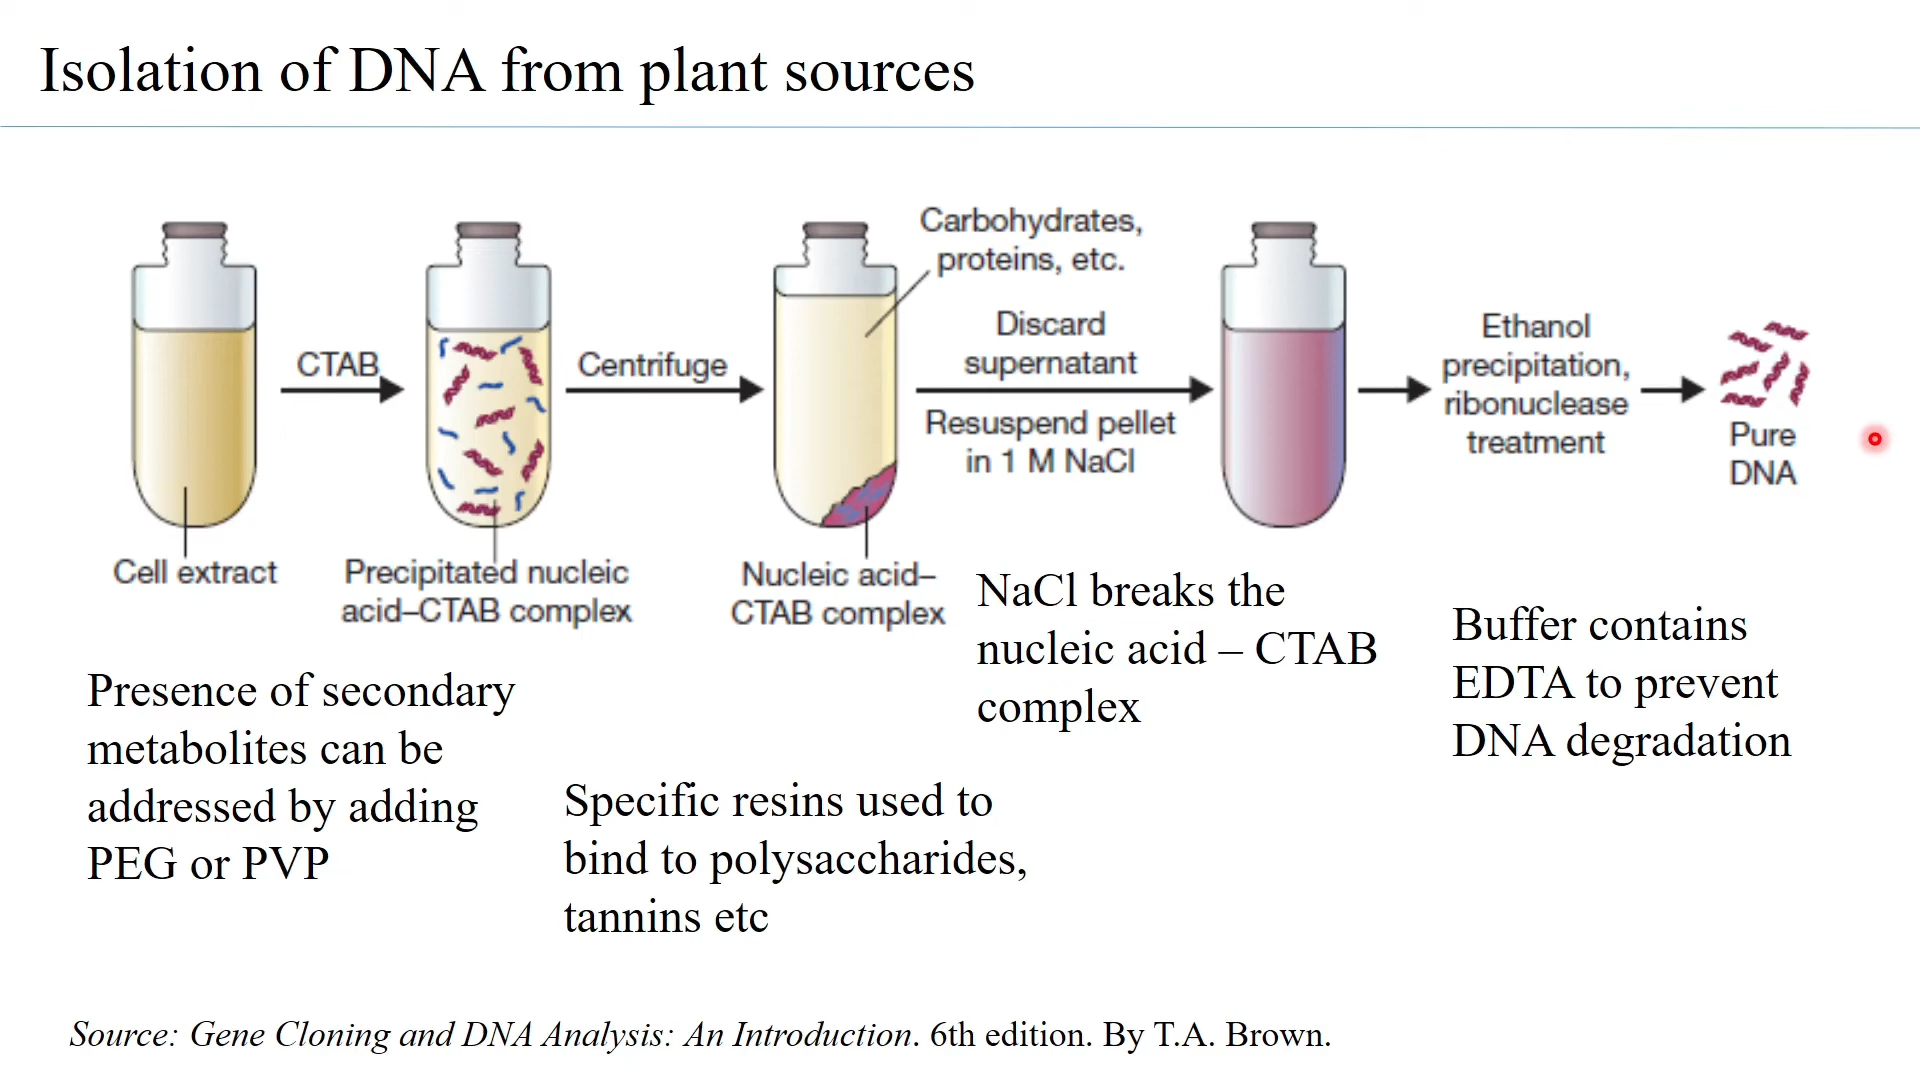 Isolation of DNA from plant sources
Carbohydrates,
proteins, etc.
CTAB
Centrifuge
Discard
supernatant
Resuspend pellet
in 1 M NaCl
Ethanol
precipitation,
ribonuclease
treatment
Pure
DNA
Cell extract
Precipitated nucleic
acid–CTAB complex
Nucleic acid–
CTAB complex
NaCl breaks the
nucleic acid – CTAB
complex
Buffer contains
EDTA to prevent
DNA degradation
Presence of secondary
metabolites can be
addressed by adding
PEG or PVP
Specific resins used to
bind to polysaccharides,
tannins etc
Source: Gene Cloning and DNA Analysis: An Introduction. 6th edition. By T.A. Brown.